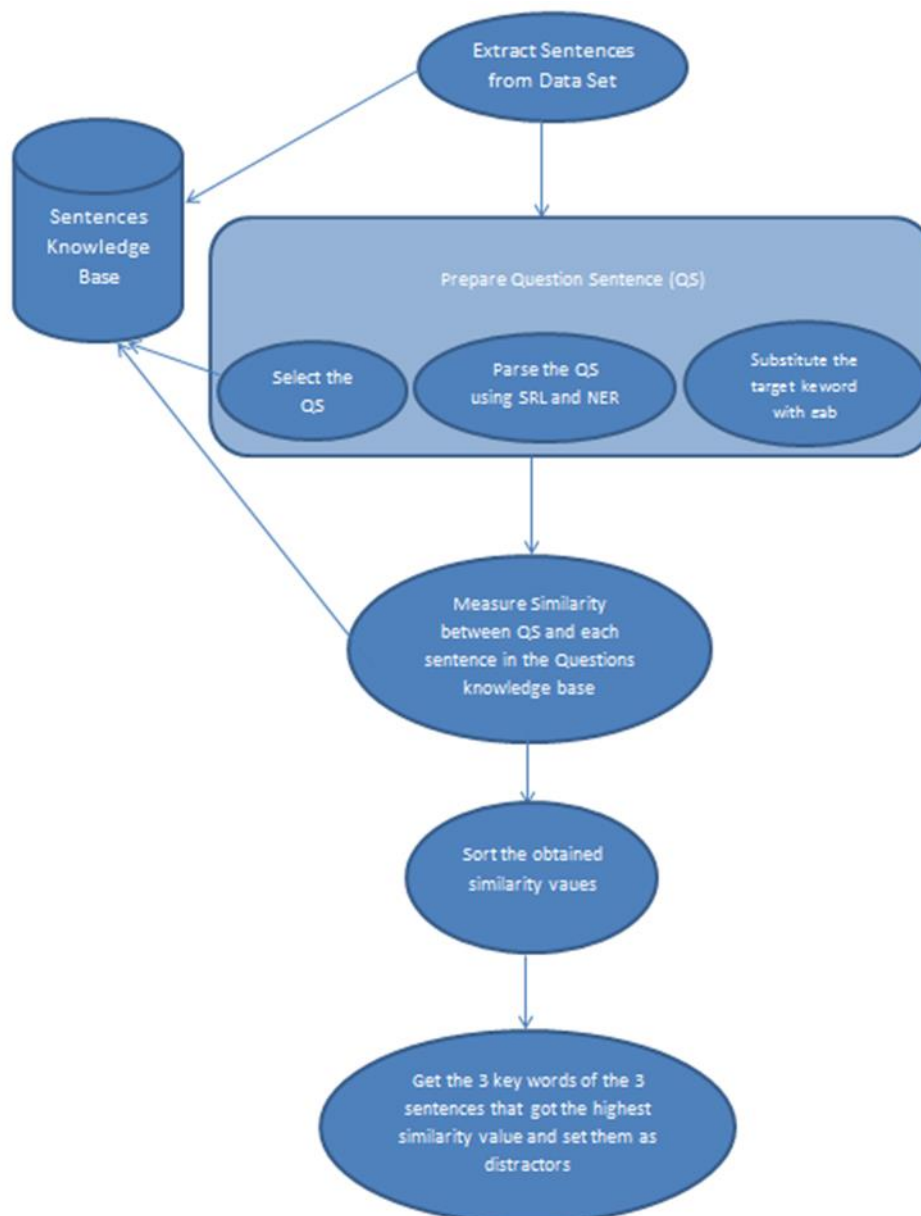 Extract Sentences
from Data Set
Sentences
Knowledge
Base
Prepare Question Sentence (QS)
Select the
QS
Parse the QS
using SRL and NER
Substitute the
target keword
with gab
Measure Similarity
between QS and each
sentence in the Questions
knowledge base
Sort the obtained
similarity vaues
Get the 3 key words of the 3
sentences that got the highest
similarity value and set them as
distractors